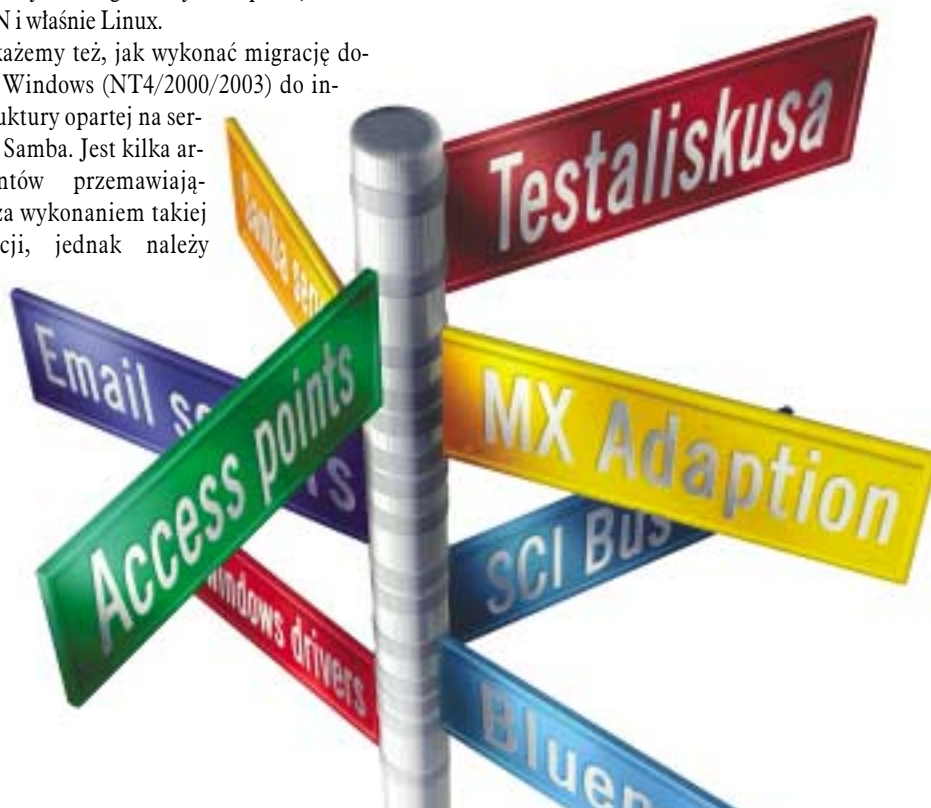 N i właśnie Linux.
każemy też, jak wykonać migrację do-
Windows (NT4/2000/2003) do in-
uktury opartej na ser-
Samba. Jest kilka ar-
ntów przemawiają-
za wykonaniem takiej
cji, jednak należy
Testaliskusa
Email
Access points
MX Adaption
SCI Bus
windows drivers